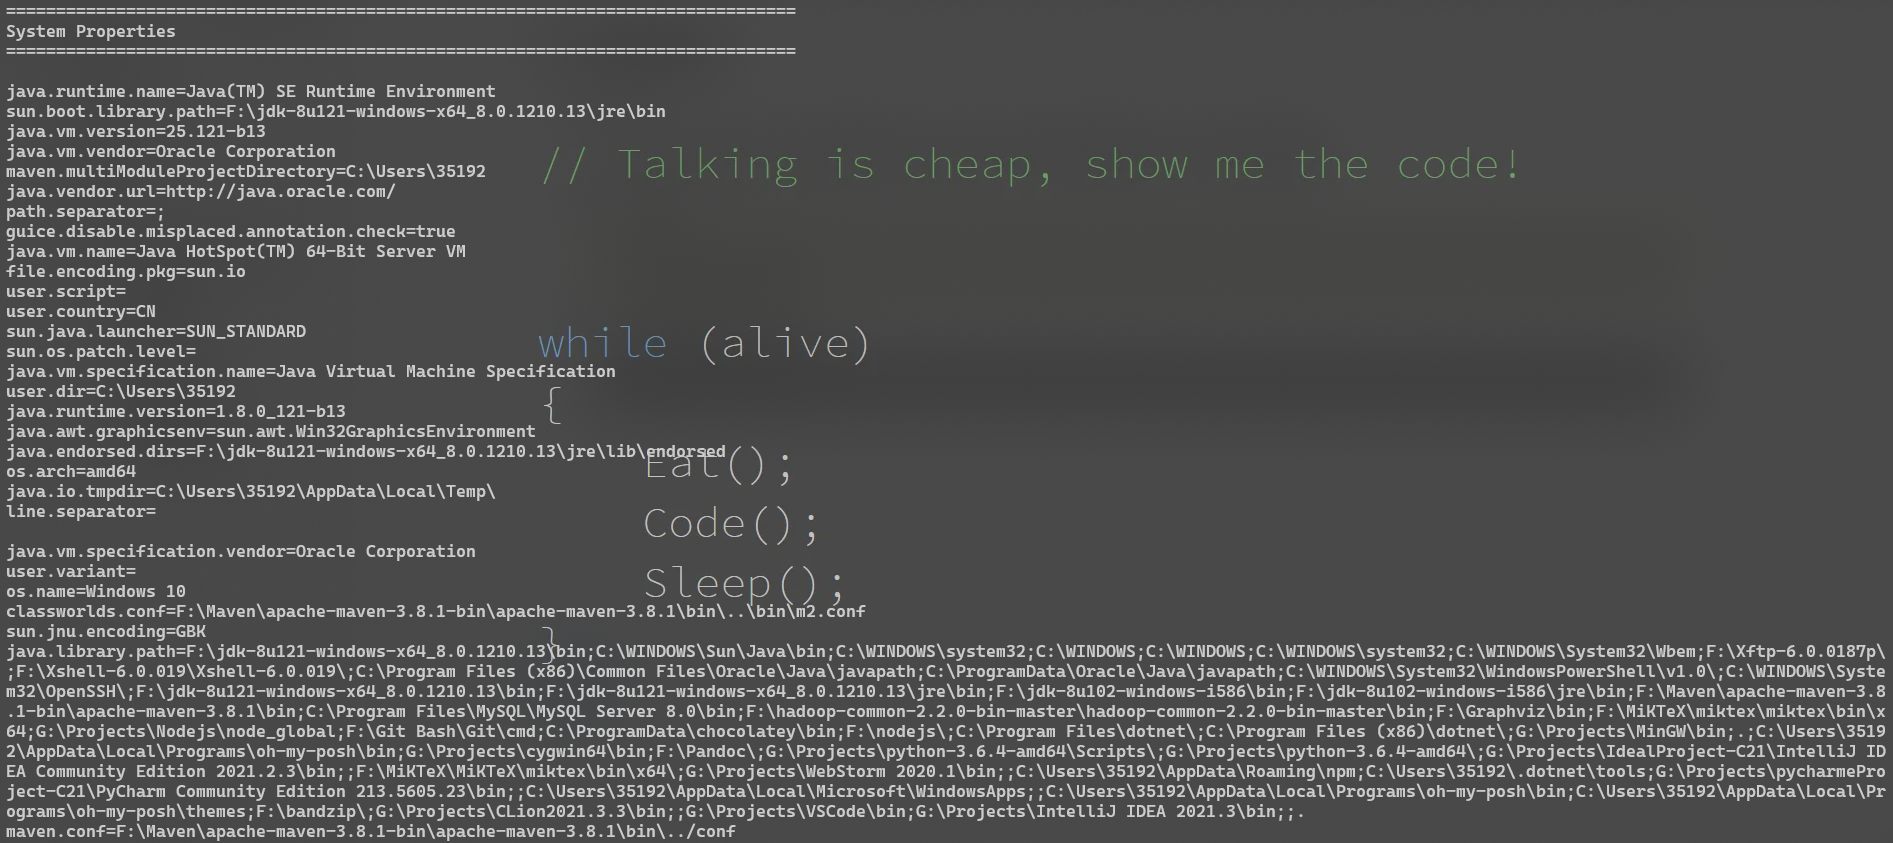 ===============================================================================
System Properties
===============================================================================
java.runtime.name=Java(TM) SE Runtime Environment
sun.boot.library.path=F:\jdk-8u121-windows-x64_8.0.1210.13\jre\bin
java.vm.version=25.121-b13
java.vm.vendor=Oracle Corporation
// Talking is cheap, show me the code!
maven.multiModuleProjectDirectory=C:\Users\35192
java.vendor.url=http://java.oracle.com/
path.separator=;
guice.disable.misplaced.annotation.check=true
java.vm.name=Java HotSpot(TM) 64-Bit Server VM
file.encoding.pkg=sun.io
user.script=
user.country=CN
sun.java.launcher=SUN_STANDARD
while (alive)
sun.os.patch.level=
java.vm.specification.name=Java Virtual Machine Specification
user.dir=C:\Users\35192
{
java.runtime.version=1.8.0_121-b13
java.awt.graphicsenv=sun.awt.Win32GraphicsEnvironment
java.endorsed.dirs=F:\jdk-8u121-windows-x64_8.0.1210.13\jre\lib\endorsed
Eat();
os.arch=amd64
java.io.tmpdir=C:\Users\35192\AppData\Local\Temp\
line.separator=
Code();
java.vm.specification.vendor=Oracle Corporation
user.variant=
Sleep();
os.name=Windows 10
classworlds.conf=F:\Maven\apache-maven-3.8.1-bin\apache-maven-3.8.1\bin\..\bin\m2.conf
sun.jnu.encoding=GBK
}
java.library.path=F:\jdk-8u121-windows-x64_8.0.1210.13\bin;C:\WINDOWS\Sun\Java\bin;C:\WINDOWS\system32;C:\WINDOWS;C:\WINDOWS;C:\WINDOWS\system32;C:\WINDOWS\System32\Wbem;F:\Xftp-6.0.0187p\
;F:\Xshell-6.0.019\Xshell-6.0.019\;C:\Program Files (x86)\Common Files\Oracle\Java\javapath;C:\ProgramData\Oracle\Java\javapath;C:\WINDOWS\System32\WindowsPowerShell\v1.0\;C:\WINDOWS\Syste
m32\OpenSSH\;F:\jdk-8u121-windows-x64_8.0.1210.13\bin;F:\jdk-8u121-windows-x64_8.0.1210.13\jre\bin;F:\jdk-8u102-windows-i586\bin;F:\jdk-8u102-windows-i586\jre\bin;F:\Maven\apache-maven-3.8
.1-bin\apache-maven-3.8.1\bin;C:\Program Files\MySQL\MySQL Server 8.0\bin;F:\hadoop-common-2.2.0-bin-master\hadoop-common-2.2.0-bin-master\bin;F:\Graphviz\bin;F:\MiKTeX\miktex\miktex\bin\x
64;G:\Projects\Nodejs\node_global;F:\Git Bash\Git\cmd;C:\ProgramData\chocolatey\bin;F:\nodejs\;C:\Program Files\dotnet\;C:\Program Files (x86)\dotnet\;G:\Projects\MinGW\bin;.;C:\Users\3519
2\AppData\Local\Programs\oh-my-posh\bin;G:\Projects\cygwin64\bin;F:\Pandoc\;G:\Projects\python-3.6.4-amd64\Scripts\;G:\Projects\python-3.6.4-amd64\;G:\Projects\IdealProject-C21\IntelliJ ID
EA Community Edition 2021.2.3\bin;;F:\MiKTeX\MiKTeX\miktex\bin\x64\;G:\Projects\WebStorm 2020.1\bin;;C:\Users\35192\AppData\Roaming\npm;C:\Users\35192\.dotnet\tools;G:\Projects\pycharmePro
ject-C21\PyCharm Community Edition 213.5605.23\bin;;C:\Users\35192\AppData\Local\Microsoft\WindowsApps;;C:\Users\35192\AppData\Local\Programs\oh-my-posh\bin;C:\Users\35192\AppData\Local\Pr
ograms\oh-my-posh\themes;F:\bandzip\;G:\Projects\CLion2021.3.3\bin;;G:\Projects\VSCode\bin;G:\Projects\IntelliJ IDEA 2021.3\bin;;.
maven.conf=F:\Maven\apache-maven-3.8.1-bin\apache-maven-3.8.1\bin\../conf